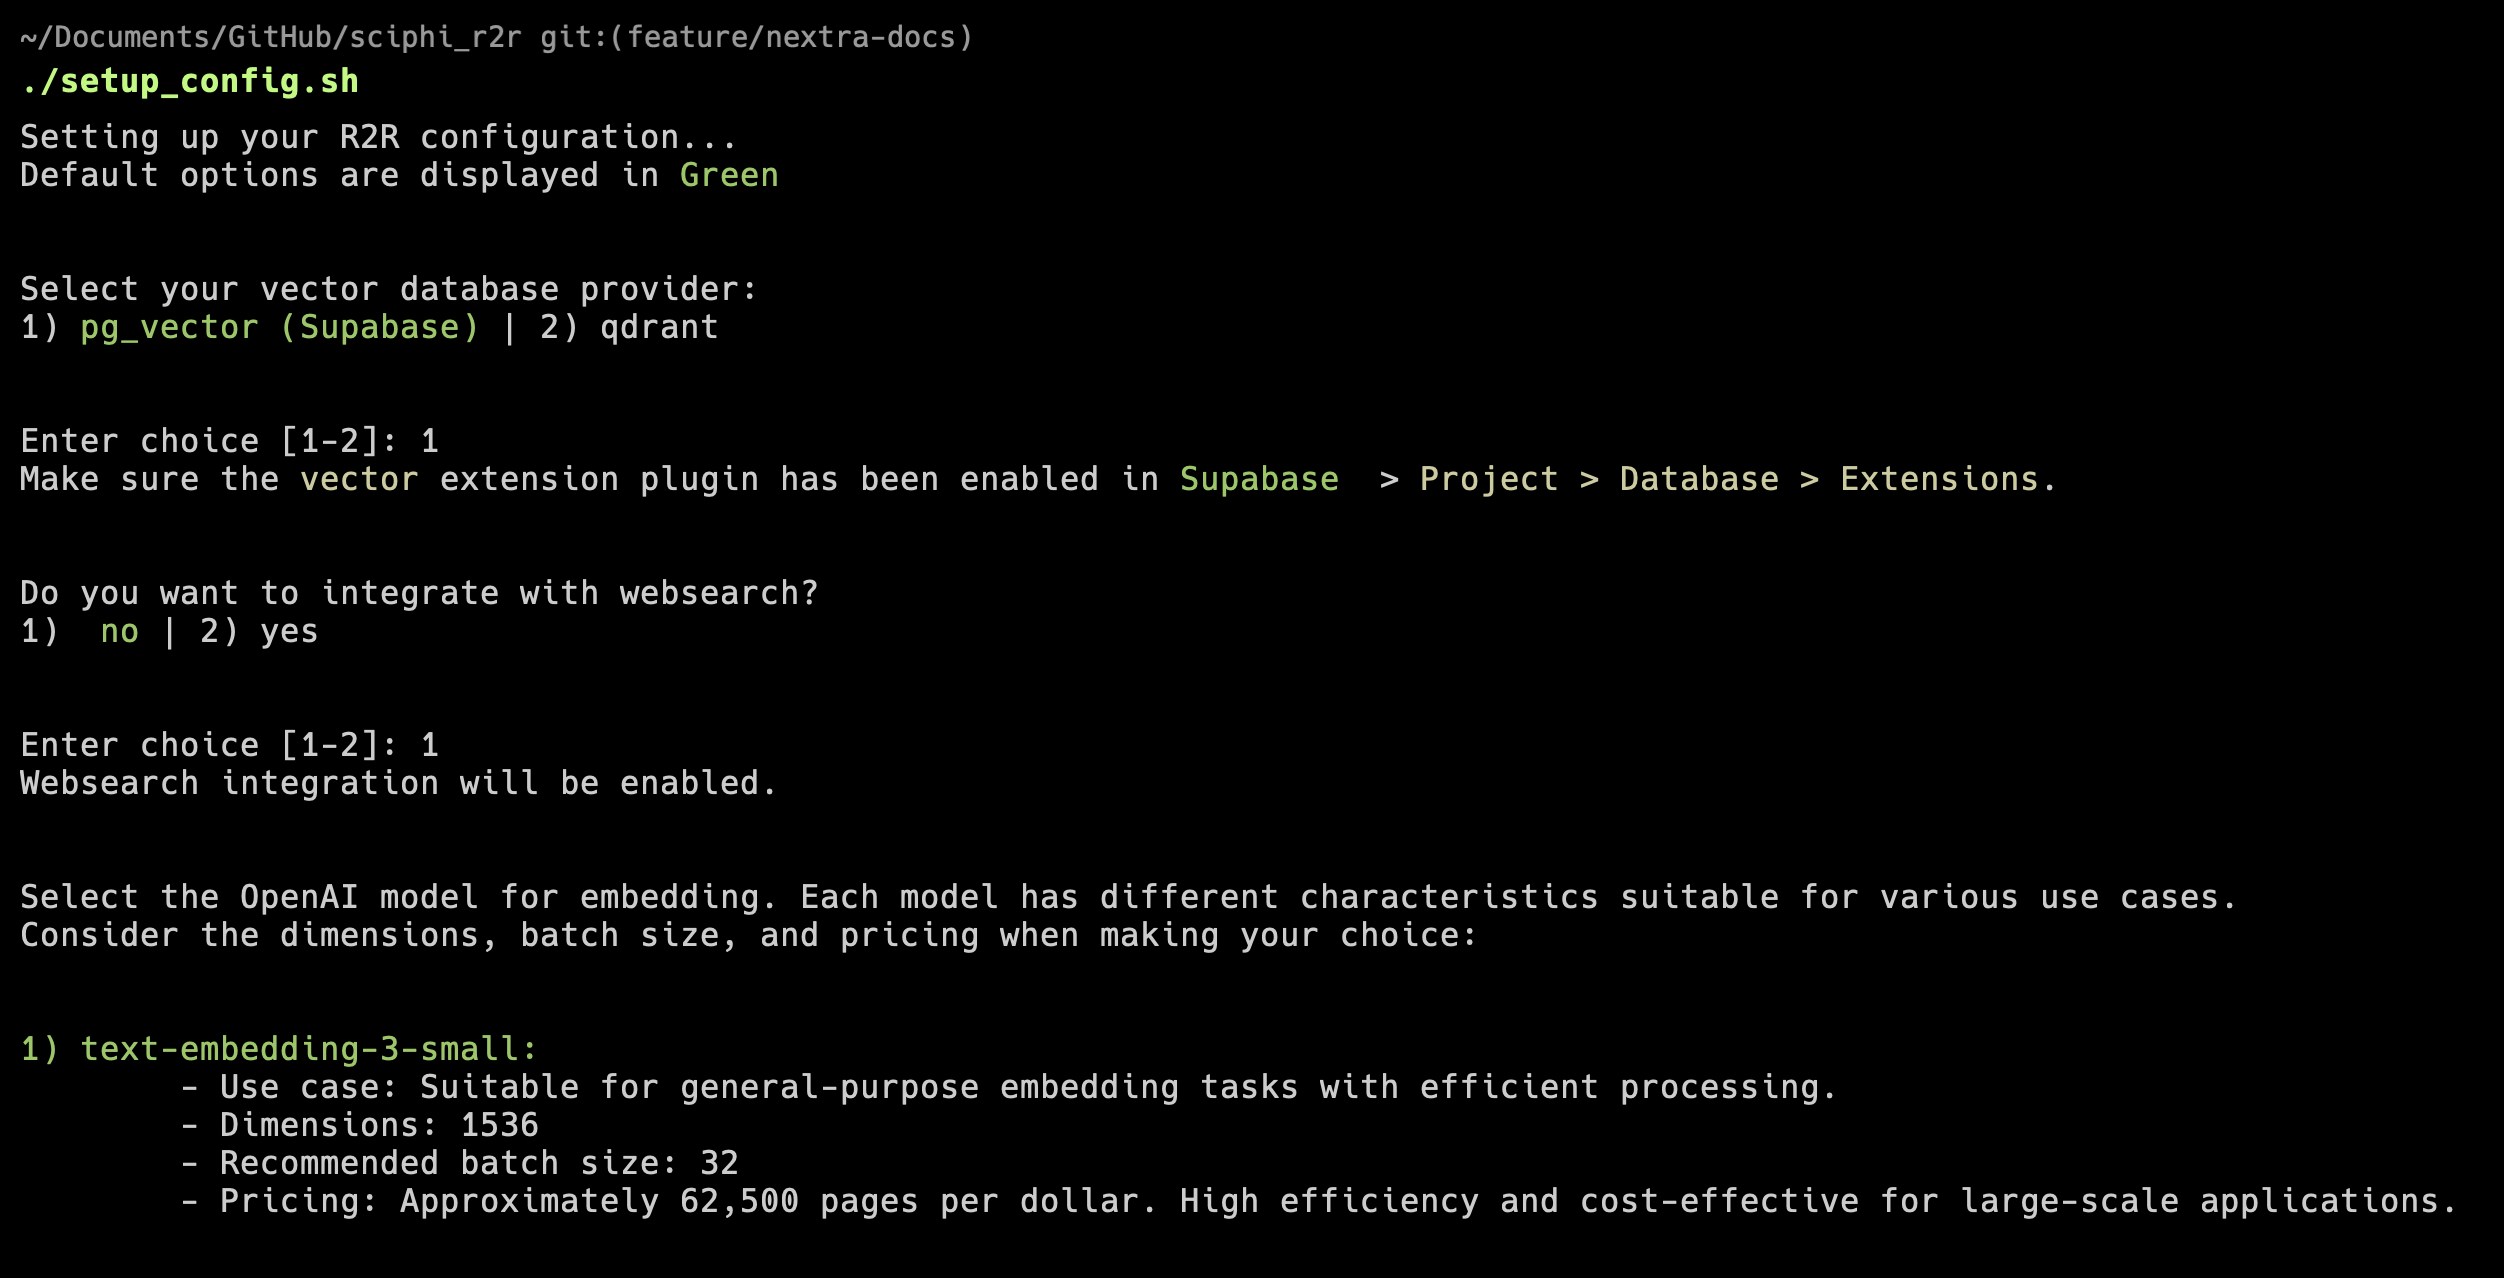 ~/Documents/GitHub/sciphi_r2r git:(feature/nextra-docs)
./setup_config.sh
Setting up your R2R configuration...
Default options are displayed in Green
Select your vector database provider:
1) pg_vector (Supabase) | 2) qdrant
Enter choice [1-2]: 1
Make sure the vector extension plugin has been enabled in Supabase  > Project > Database > Extensions.
Do you want to integrate with websearch?
1)  no | 2) yes
Enter choice [1-2]: 1
Websearch integration will be enabled.
Select the OpenAI model for embedding. Each model has different characteristics suitable for various use cases.
Consider the dimensions, batch size, and pricing when making your choice:
1) text-embedding-3-small:
- Use case: Suitable for general-purpose embedding tasks with efficient processing.
- Dimensions: 1536
- Recommended batch size: 32
- Pricing: Approximately 62,500 pages per dollar. High efficiency and cost-effective for large-scale applications.